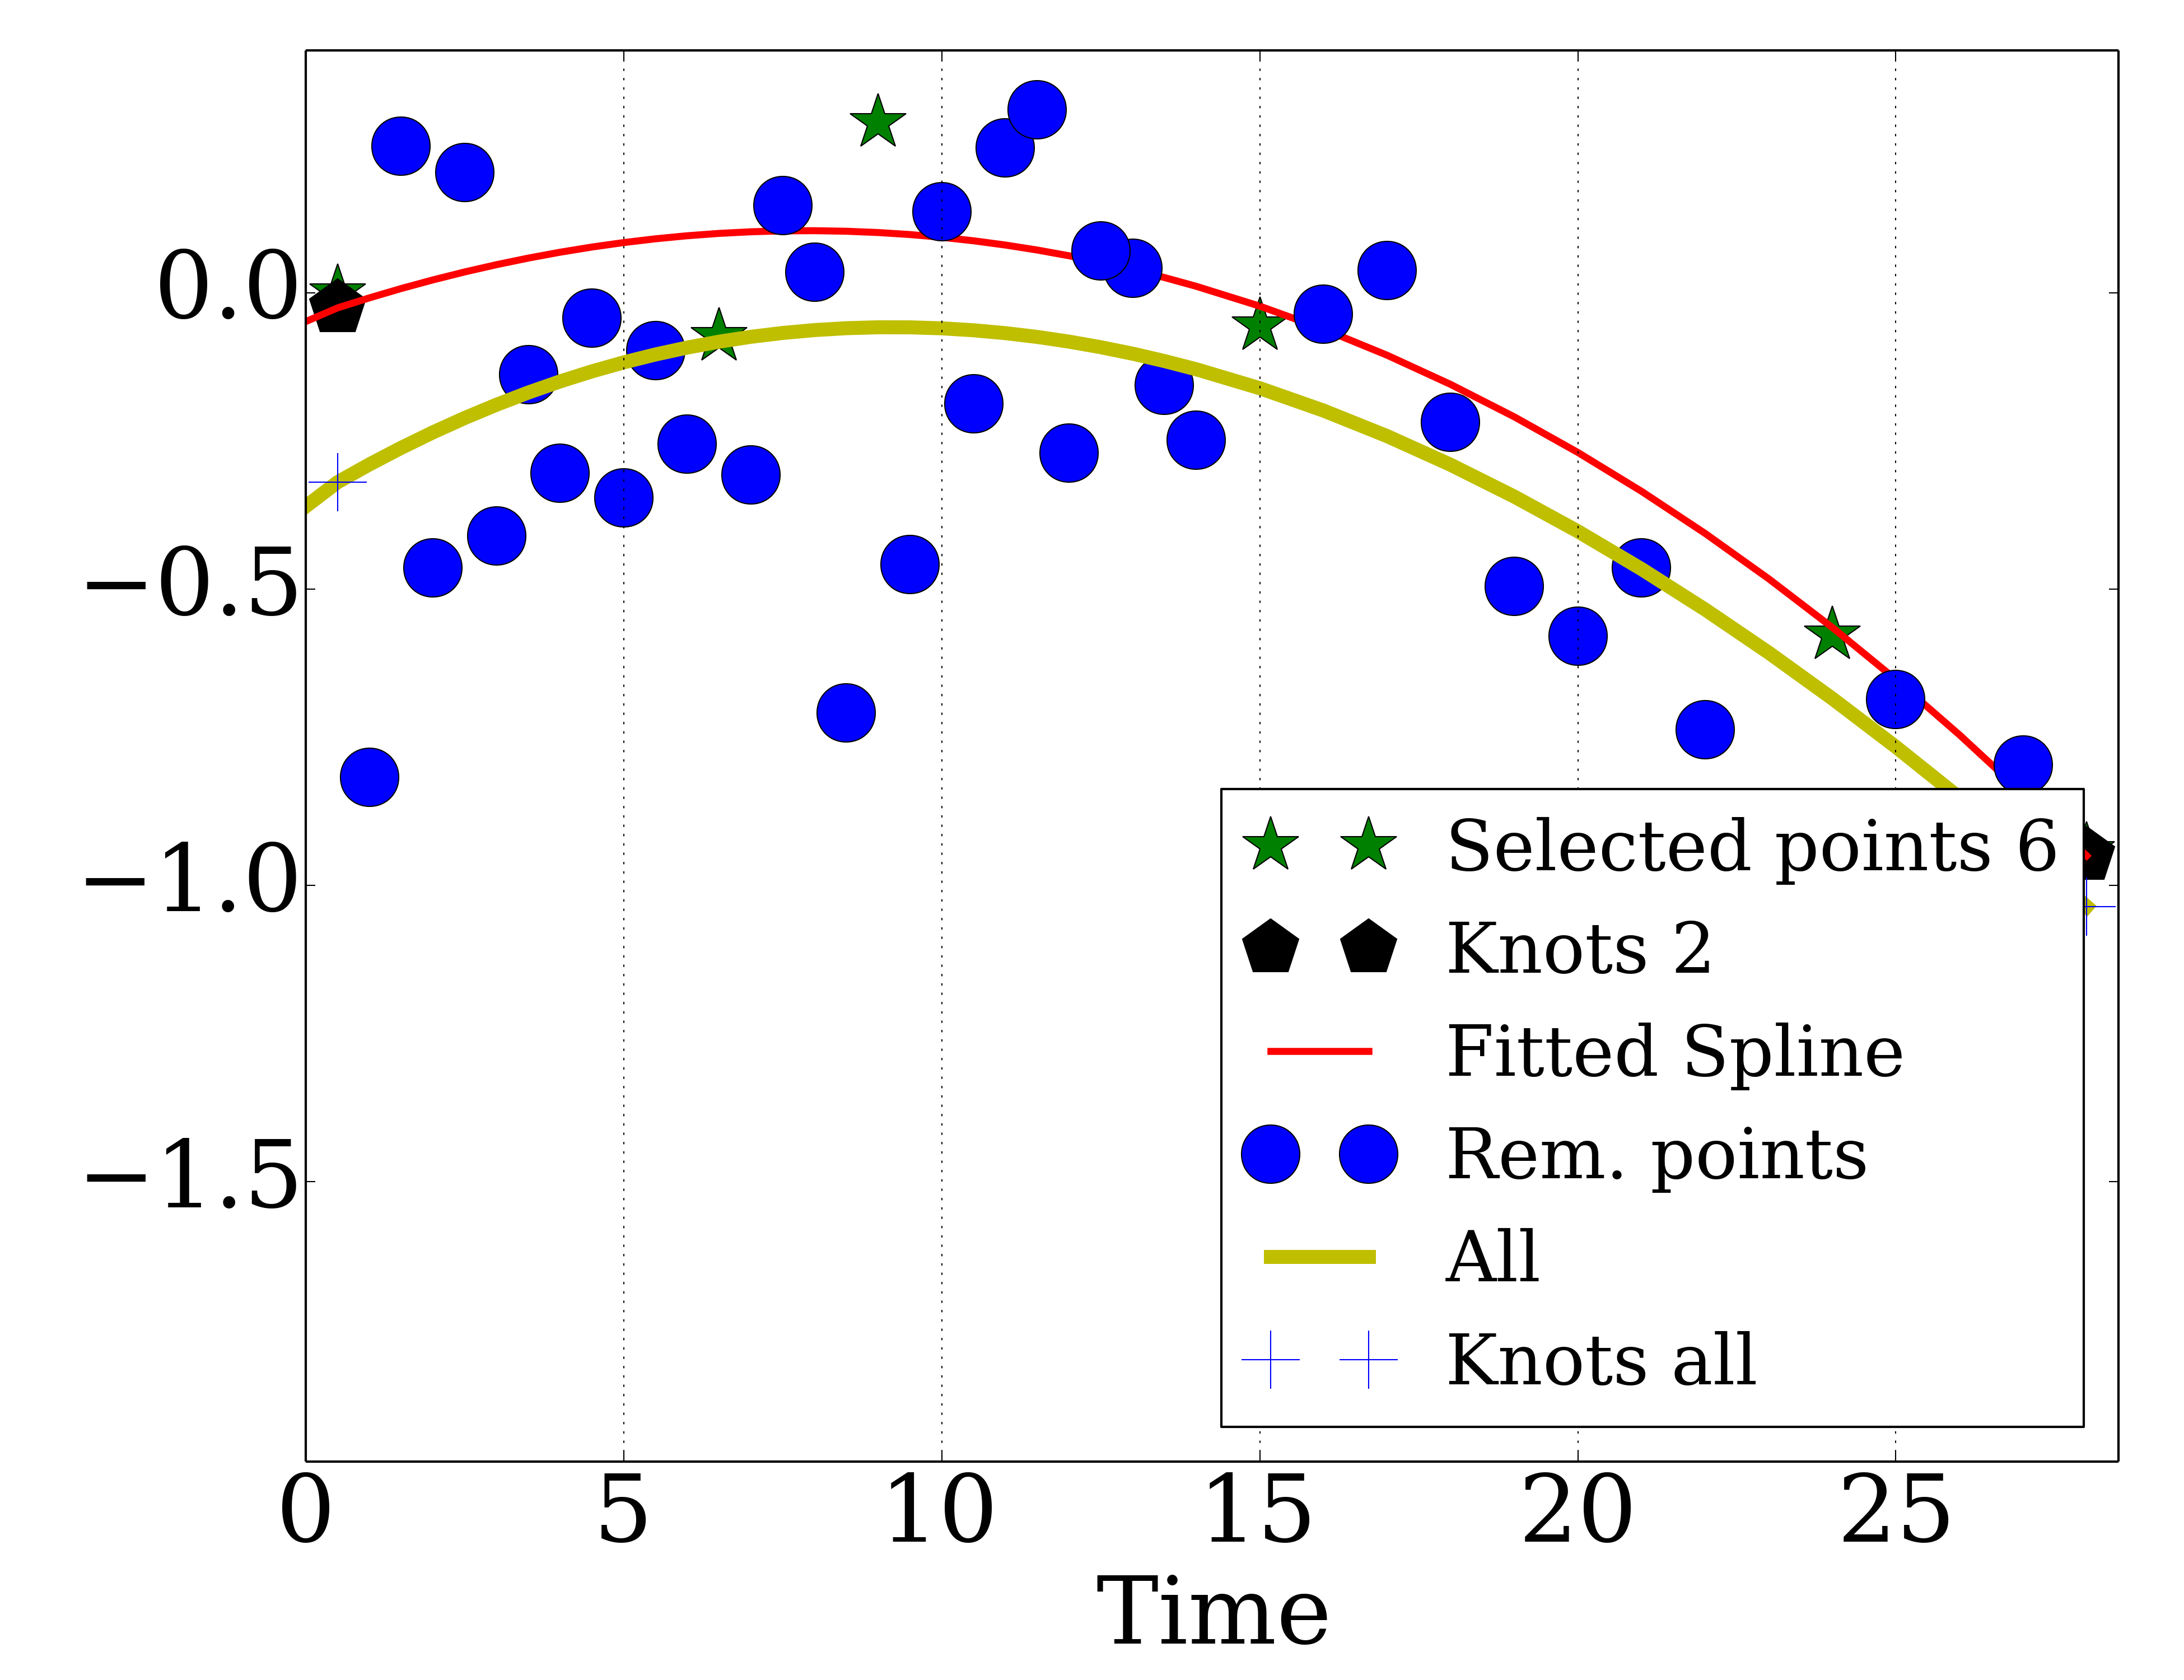 0.0
−0.5
−1.0
−1.5
Selected points 6
Knots 2
Fitted Spline
Rem. points
All
Knots all
0 5 10 15 20 25
Time